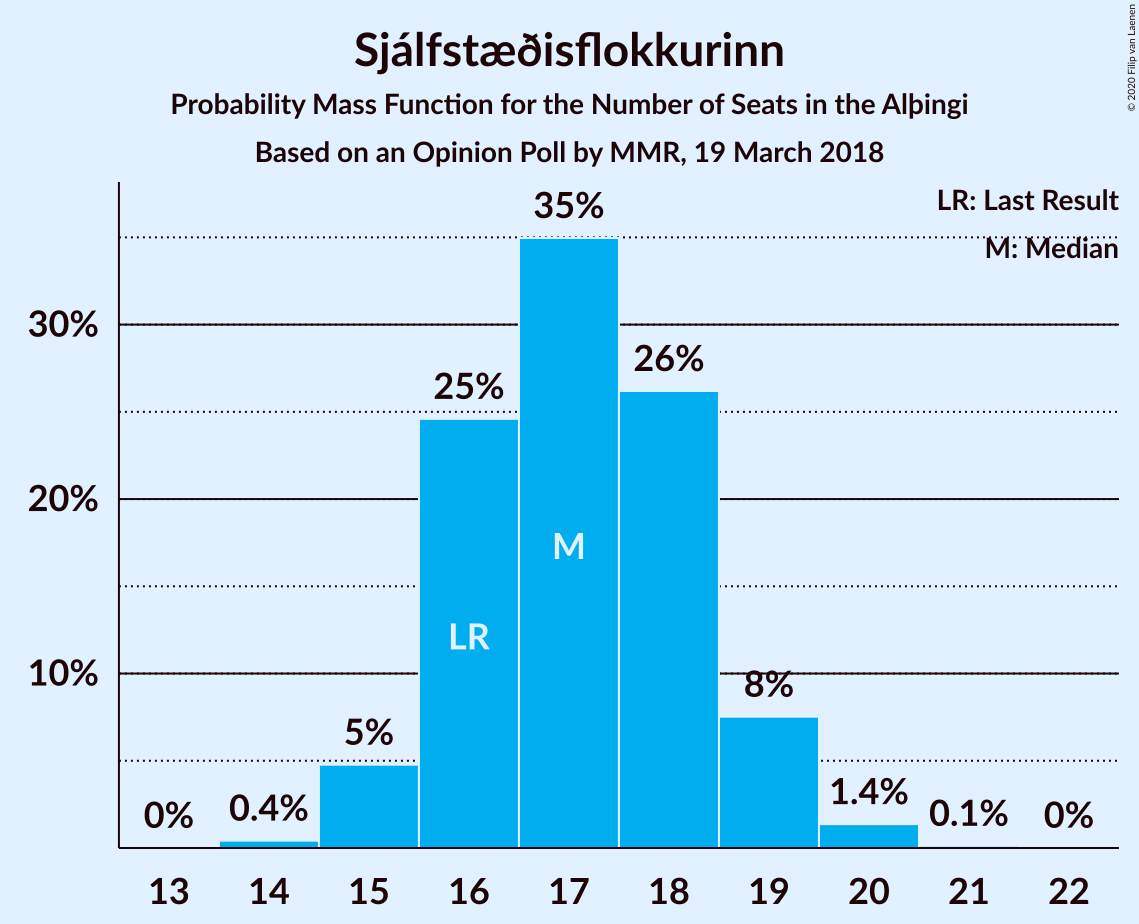 Sjálfstæðisflokkurinn
Probability Mass Function for the Number of Seats in the Alþingi
Based on an Opinion Poll by MMR, 19 March 2018
© 2020 Filip van Laenen
LR: Last Result
M: Median
35%
30%
26%
25%
20%
M
LR
10%
8%
5%
1.4%
0.4%
0.1%
0%
0%
13 14 15 16 17 18 19 20 21 22